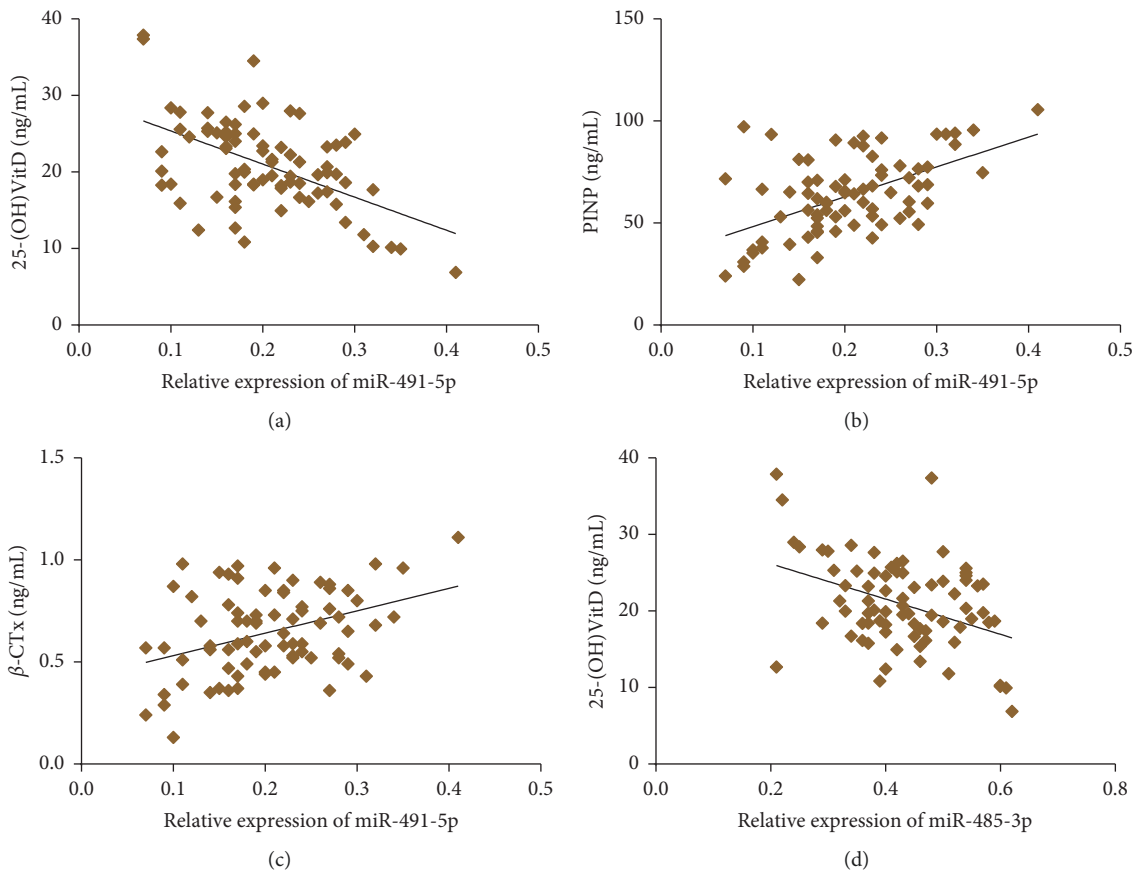 40
30
20
10
0
25-(OH) VitD (ng/mL)
0.0 0.1 0.2 0.3 0.4 0.5
Relative expression of miR-491-5p
(a)
150
100
50
0
PINP (ng/mL)
0.0 0.1 0.2 0.3 0.4 0.5
Relative expression of miR-491-5p
(b)
1.5
1.0
0.5
0.0
β-CTx (ng/mL)
0.0 0.1 0.2 0.3 0.4 0.5
Relative expression of miR-491-5p
(c)
40
30
20
10
0
25-(OH) VitD (ng/mL)
0.0 0.2 0.4 0.6 0.8
Relative expression of miR-485-3p
(d)